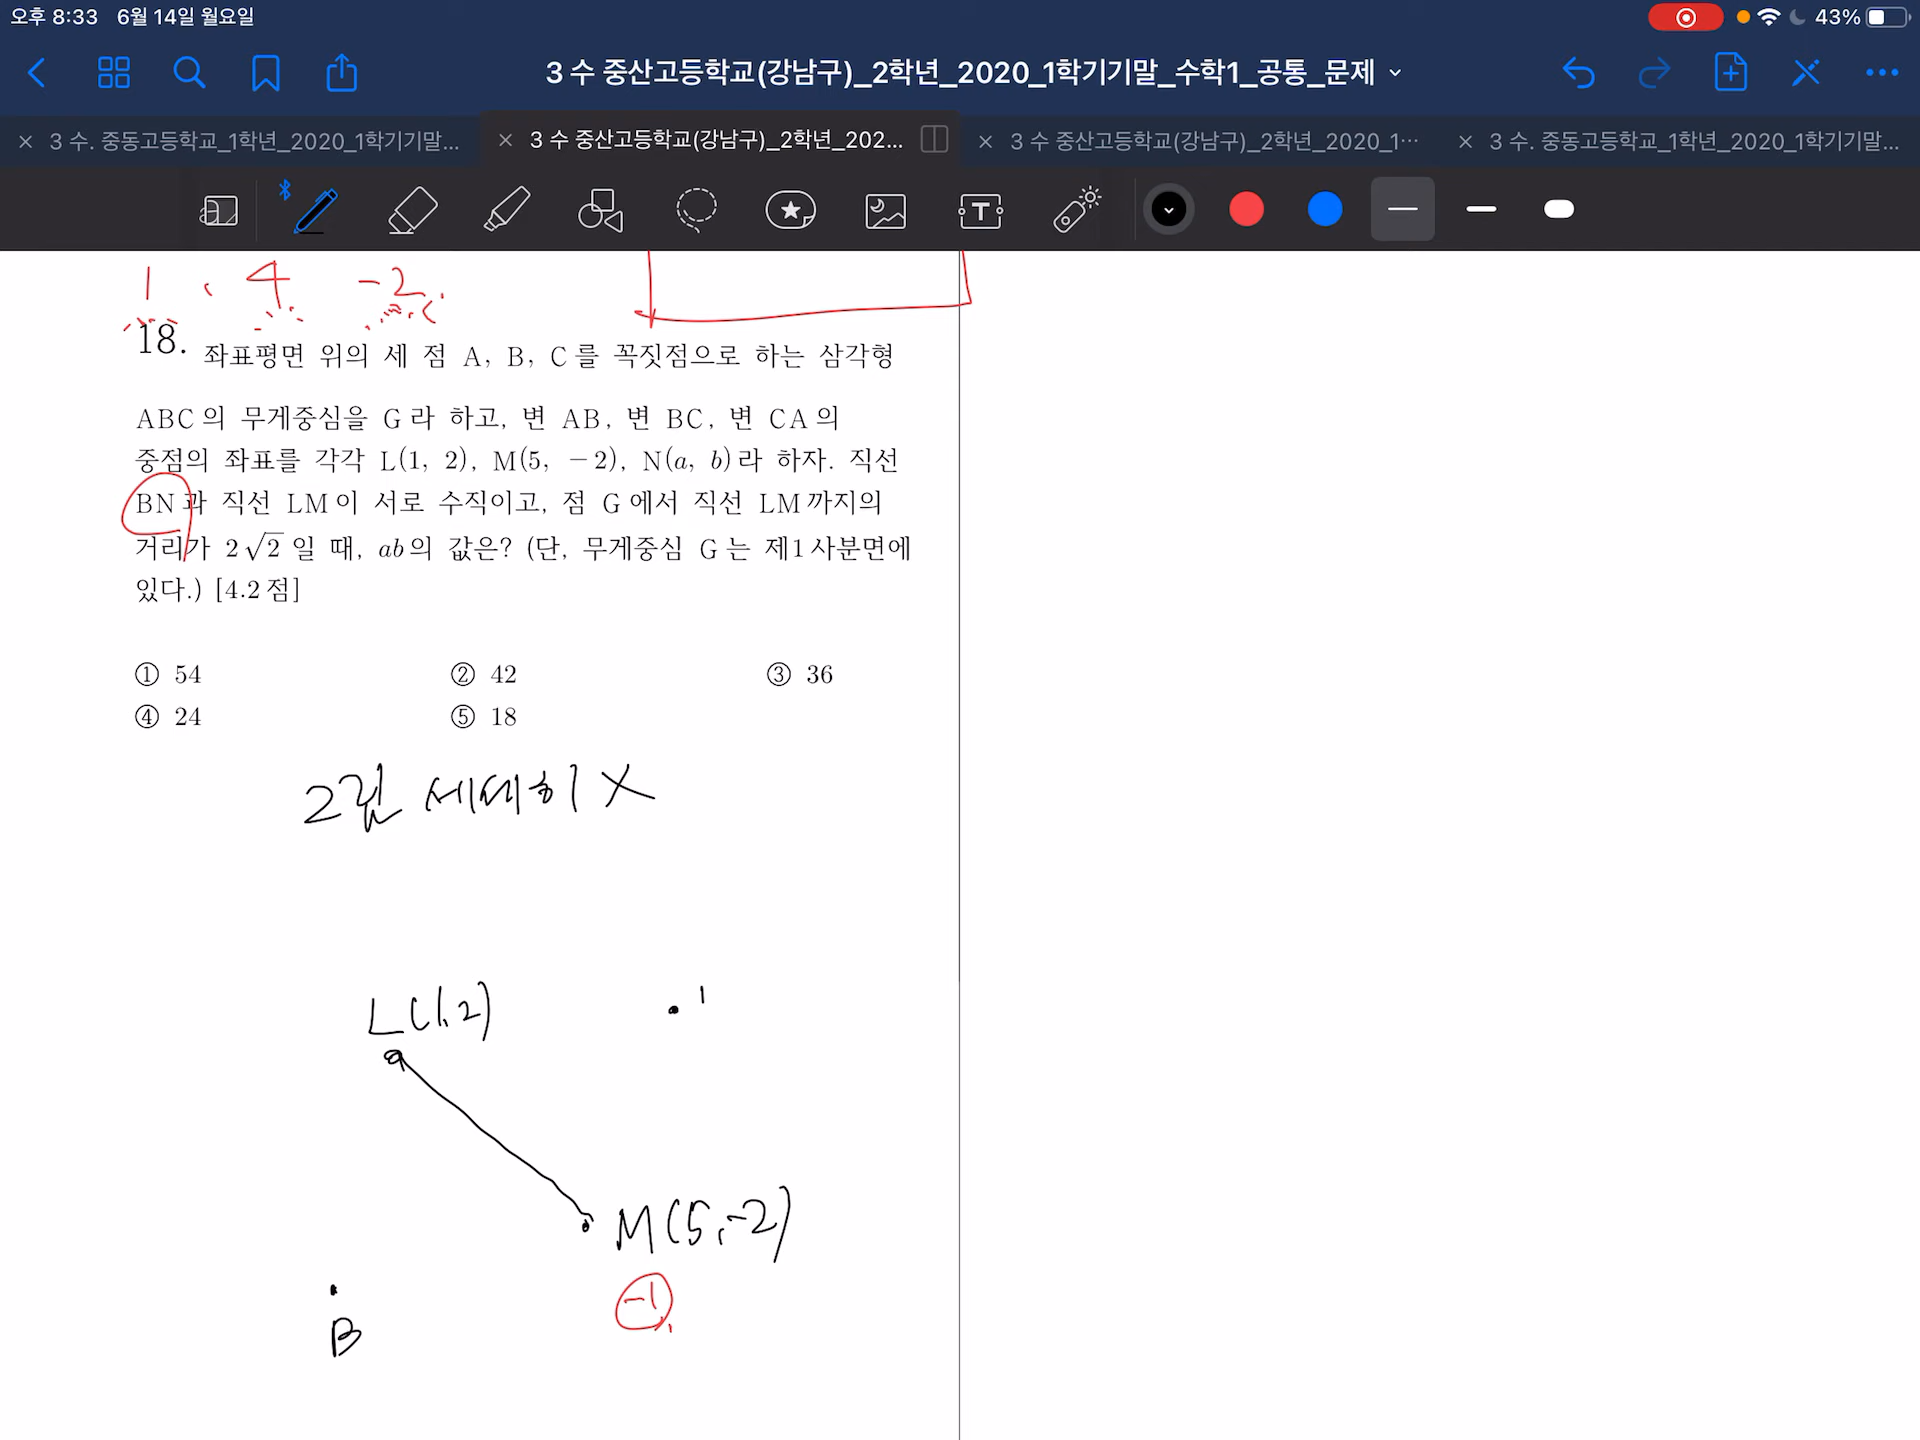 오후 8:33 6월 14일 월요일
43%
3 수 중산고등학교(강남구)_2학년_2020_1학기기말_수학1_공통_문제
3 수. 중동고등학교_1학년_2020_1학기기말...
3 수 중산고등학교(강남구)_2학년_202...
3 수 중산고등학교(강남구)_2학년_2020_1...
3 수. 중동고등학교_1학년_2020_1학기기말...
1 , 4 -2
18. 좌표평면 위의 세 점 A, B, C를 꼭짓점으로 하는 삼각형
ABC의 무게중심을 G라 하고, 변 AB, 변 BC, 변 CA의
중점의 좌표를 각각 L(1, 2), M(5, -2), N(a, b)라 하자. 직선
BN과 직선 LM이 서로 수직이고, 점 G에서 직선 LM까지의
거리가 2√2일 때, ab의 값은? (단, 무게중심 G는 제1사분면에
있다.) [4.2점]
① 54 ② 42 ③ 36
④ 24 ⑤ 18
L(1,2)
M(5,-2)
-1
B